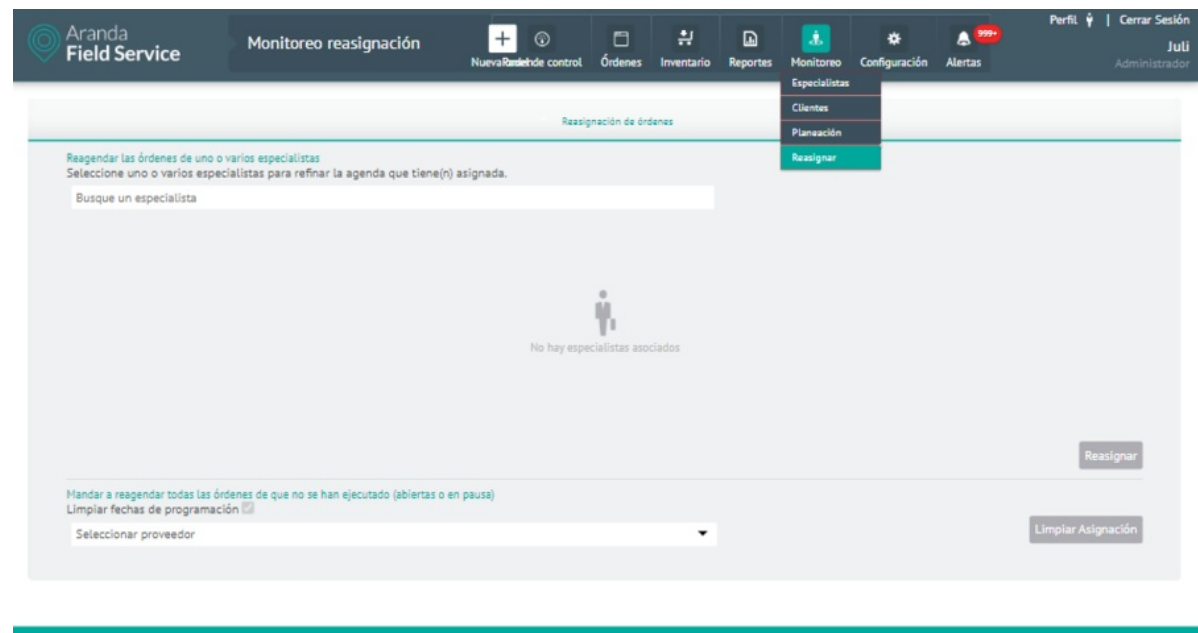 Aranda
Field Service
Monitoreo reasignación
Perfil | Cerrar Sesión
Juli
Administrador
Nueva de control Órdenes Inventario Reportes Monitoreo Configuración Alertas
999+
Especialistas
Clientes
Planeación
Reasignar
Reasignación de órdenes
Reagendar las órdenes de uno o varios especialistas
Seleccione uno o varios especialistas para refinar la agenda que tiene(n) asignada.
Busque un especialista
No hay especialistas asociados
Reasignar
Mandar a reagendar todas las órdenes de que no se han ejecutado (abiertas o en pausa)
Limpiar fechas de programación
Seleccionar proveedor
Limpiar Asignación